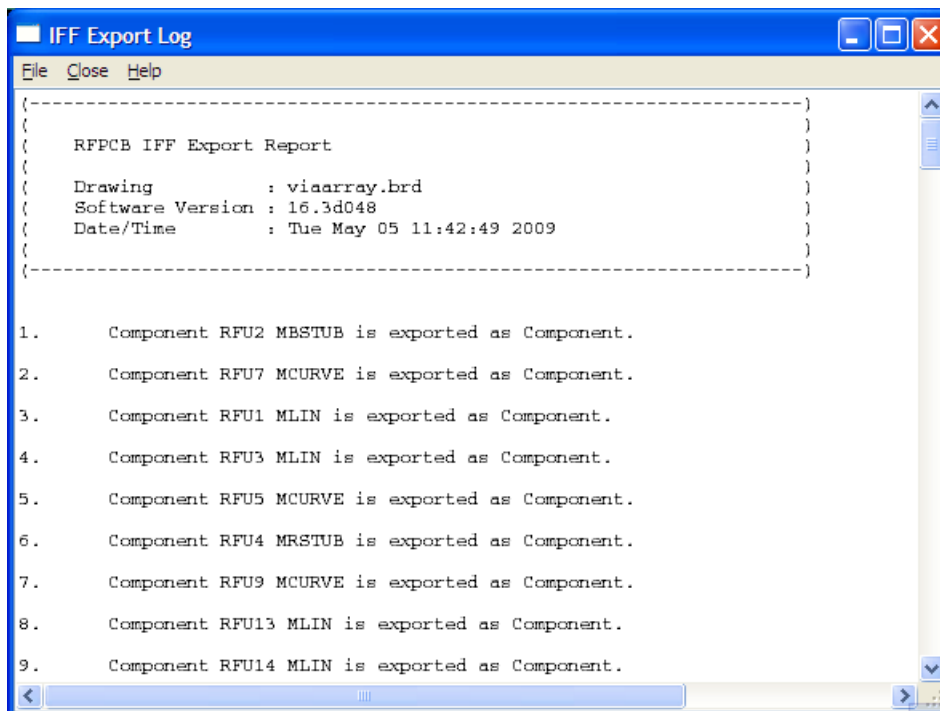 IFF Export Log
File Close Help
(---------------------------------------------------------------------)
( )
( RFPCB IFF Export Report )
( )
( Drawing : viaarray.brd )
( Software Version : 16.3d048 )
( Date/Time : Tue May 05 11:42:49 2009 )
( )
(---------------------------------------------------------------------)
1. Component RFU2 MBSTUB is exported as Component.
2. Component RFU7 MCURVE is exported as Component.
3. Component RFU1 MLIN is exported as Component.
4. Component RFU3 MLIN is exported as Component.
5. Component RFU5 MCURVE is exported as Component.
6. Component RFU4 MRSTUB is exported as Component.
7. Component RFU9 MCURVE is exported as Component.
8. Component RFU13 MLIN is exported as Component.
9. Component RFU14 MLIN is exported as Component.